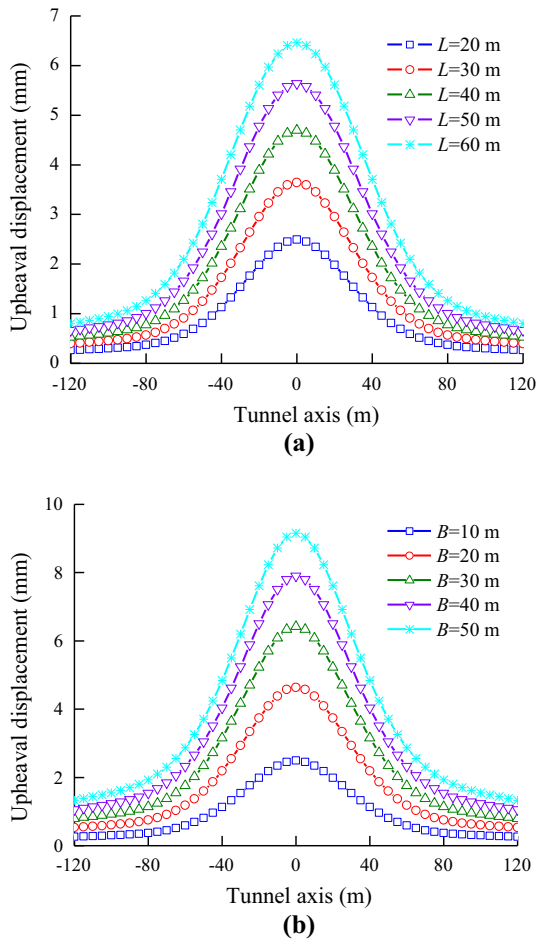 7
6
5
4
3
2
1
0
Upheaval displacement (mm)
L=20 m
L=30 m
L=40 m
L=50 m
L=60 m
-120 -80 -40 0 40 80 120
Tunnel axis (m)
(a)
10
8
6
4
2
0
Upheaval displacement (mm)
B=10 m
B=20 m
B=30 m
B=40 m
B=50 m
-120 -80 -40 0 40 80 120
Tunnel axis (m)
(b)